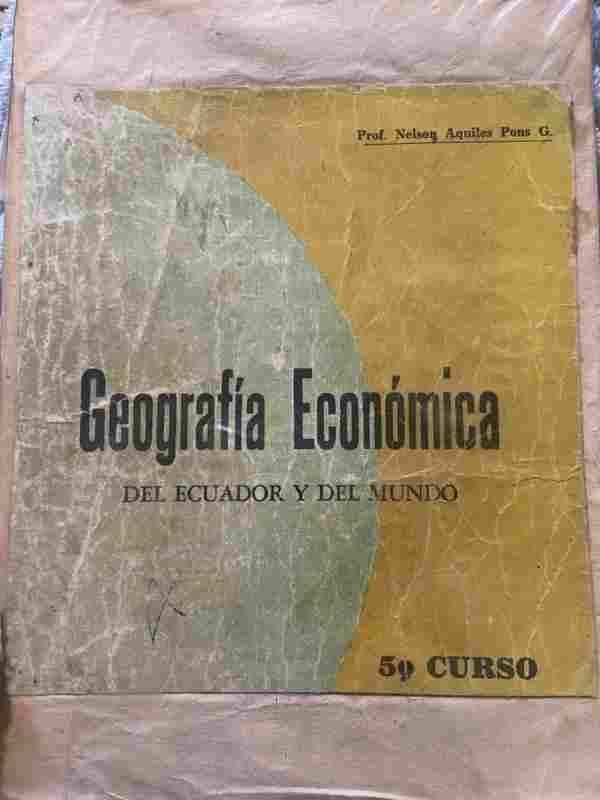 Prof. Nelson Aquiles Pons G.
Geografía Económica
DEL ECUADOR Y DEL MUNDO
5º CURSO